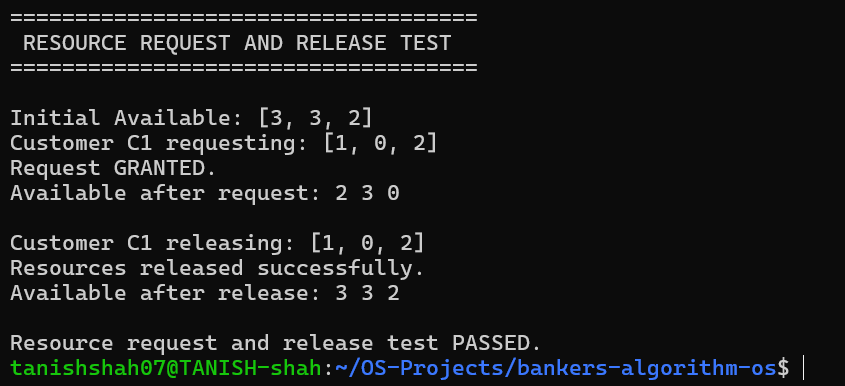 ====================================
RESOURCE REQUEST AND RELEASE TEST
====================================
Initial Available: [3, 3, 2]
Customer C1 requesting: [1, 0, 2]
Request GRANTED.
Available after request: 2 3 0
Customer C1 releasing: [1, 0, 2]
Resources released successfully.
Available after release: 3 3 2
Resource request and release test PASSED.
tanishshah07@TANISH-shah:~/OS-Projects/bankers-algorithm-os$